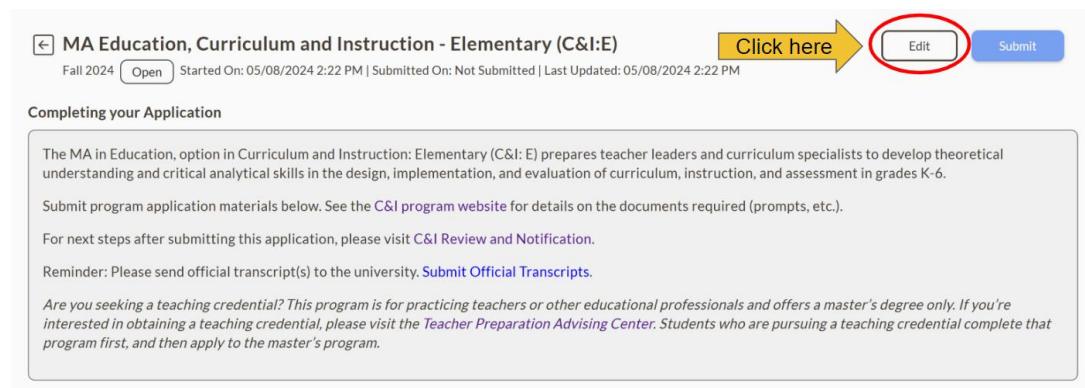 MA Education, Curriculum and Instruction - Elementary (C&I:E)
Click here
Edit
Submit
Fall 2024 Open Started On: 05/08/2024 2:22 PM | Submitted On: Not Submitted | Last Updated: 05/08/2024 2:22 PM
Completing your Application
The MA in Education, option in Curriculum and Instruction: Elementary (C&I: E) prepares teacher leaders and curriculum specialists to develop theoretical
understanding and critical analytical skills in the design, implementation, and evaluation of curriculum, instruction, and assessment in grades K-6.
Submit program application materials below. See the C&I program website for details on the documents required (prompts, etc.).
For next steps after submitting this application, please visit C&I Review and Notification.
Reminder: Please send official transcript(s) to the university. Submit Official Transcripts.
Are you seeking a teaching credential? This program is for practicing teachers or other educational professionals and offers a master's degree only. If you're
interested in obtaining a teaching credential, please visit the Teacher Preparation Advising Center. Students who are pursuing a teaching credential complete that
program first, and then apply to the master's program.